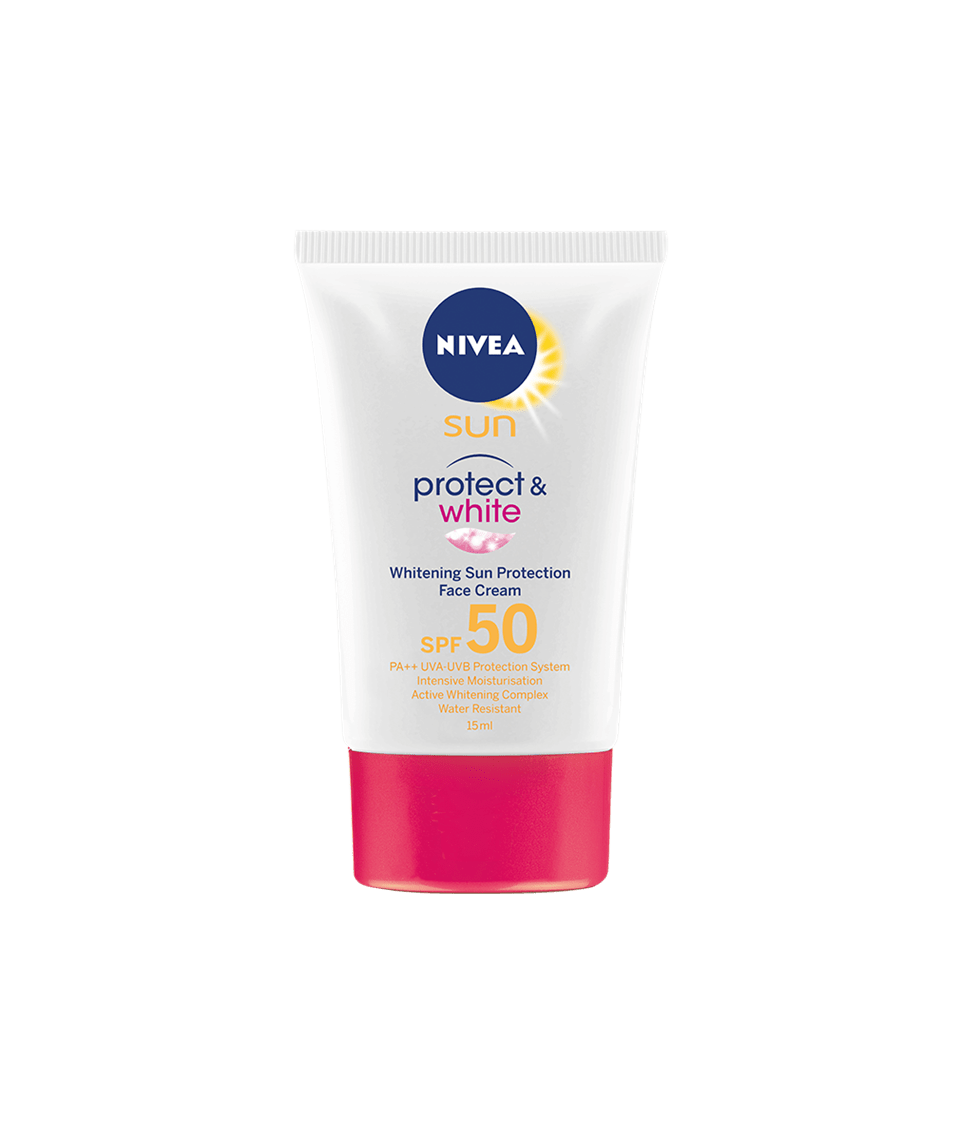 NIVEA
sun
protect &
white
Whitening Sun Protection
Face Cream
SPF 50
PA++ UVA·UVB Protection System
Intensive Moisturisation
Active Whitening Complex
Water Resistant
15ml